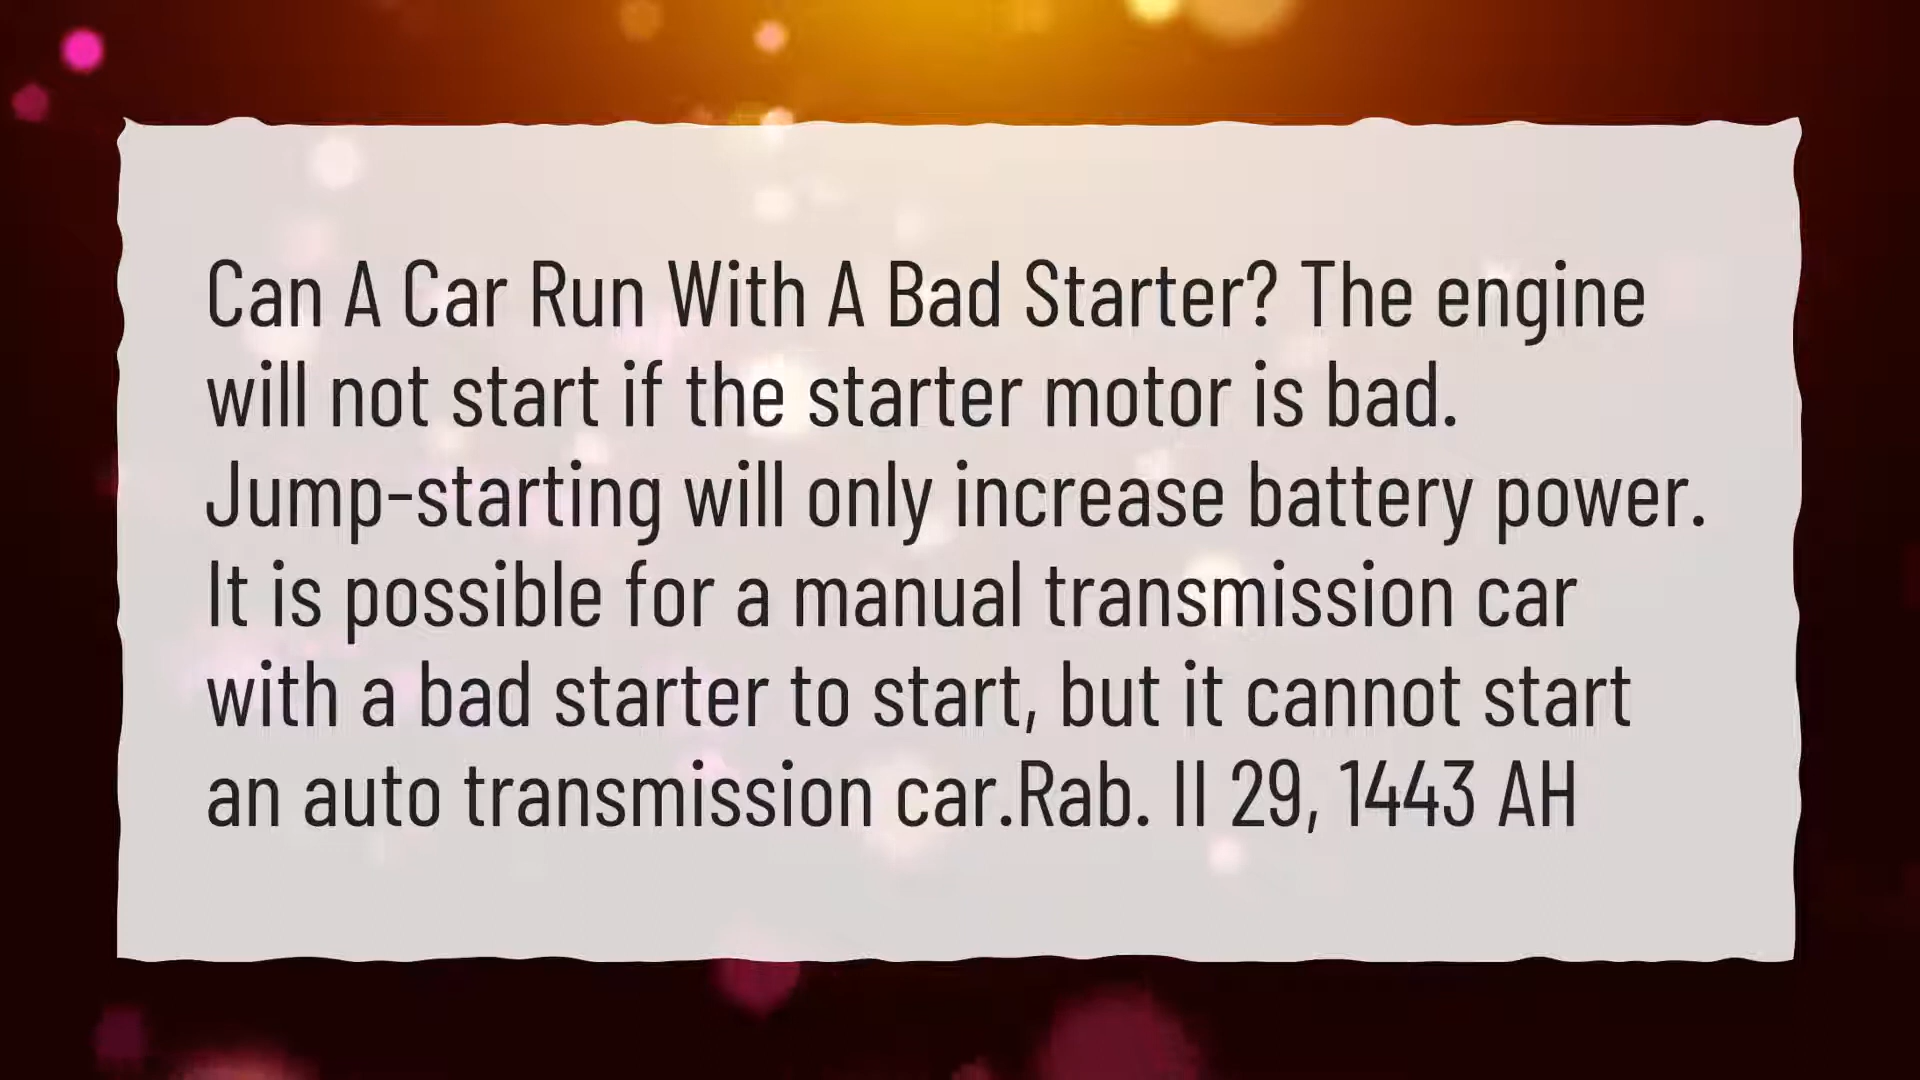 Can A Car Run With A Bad Starter? The engine
will not start if the starter motor is bad.
Jump-starting will only increase battery power.
It is possible for a manual transmission car
with a bad starter to start, but it cannot start
an auto transmission car.Rab. II 29, 1443 AH